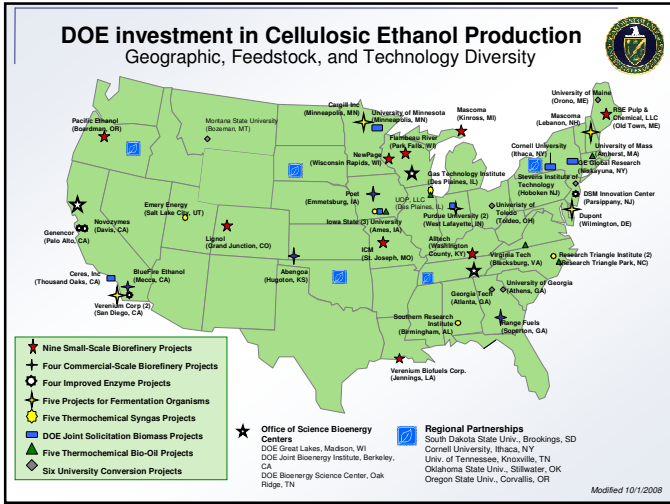 DOE investment in Cellulosic Ethanol Production
Geographic, Feedstock, and Technology Diversity
Pacific Ethanol
(Boardman, OR)
Montana State University
(Bozeman, MT)
Cargill Inc
(Minneapolis, MN)
University of Minnesota
(Minneapolis, MN)
Flambeau River
(Park Falls, WI)
NewPage
(Wisconsin Rapids, WI)
Mascoma
(Kinross, MI)
University of Maine
(Orono, ME)
RSE Pulp &
Chemical, LLC
(Old Town, ME)
Mascoma
(Lebanon, NH)
University of Mass
(Amherst, MA)
Cornell University
(Ithaca, NY)
GE Global Research
(Niskayuna, NY)
Stevens Institute of
Technology
(Hoboken NJ)
DSM Innovation Center
(Parsippany, NJ)
Dupont
(Wilmington, DE)
Gas Technology Institute
(Des Plaines, IL)
UOP, LLC
(Des Plaines, IL)
Poet
(Emmetsburg, IA)
Iowa State (3) University
(Ames, IA)
Purdue University (2)
(West Lafayette, IN)
Univeristy of
Toledo
(Toldeo, OH)
Emery Energy
(Salt Lake City, UT)
Novozymes
(Davis, CA)
Genencor
(Palo Alto, CA)
Lignol
(Grand Junction, CO)
ICM
(St. Joseph, MO)
Alltech
(Washington
County, KY)
Virginia Tech
(Blacksburg, VA)
Research Triangle Institute (2)
(Research Triangle Park, NC)
Ceres, Inc
(Thousand Oaks, CA)
BlueFire Ethanol
(Mecca, CA)
Verenium Corp (2)
(San Diego, CA)
Abengoa
(Hugoton, KS)
Georgia Tech
(Atlanta, GA)
University of Georgia
(Athens, GA)
Southern Research
Institute
(Birmingham, AL)
Range Fuels
(Soperton, GA)
Verenium Biofuels Corp.
(Jennings, LA)
Nine Small-Scale Biorefinery Projects
Four Commercial-Scale Biorefinery Projects
Four Improved Enzyme Projects
Five Projects for Fermentation Organisms
Five Thermochemical Syngas Projects
DOE Joint Solicitation Biomass Projects
Five Thermochemical Bio-Oil Projects
Six University Conversion Projects
Office of Science Bioenergy
Centers
DOE Great Lakes, Madison, WI
DOE Joint Bioenergy Institute, Berkeley,
CA
DOE Bioenergy Science Center, Oak
Ridge, TN
Regional Partnerships
South Dakota State Univ., Brookings, SD
Cornell University, Ithaca, NY
Univ. of Tennessee, Knoxville, TN
Oklahoma State Univ., Stillwater, OK
Oregon State Univ., Corvallis, OR
Modified 10/1/2008